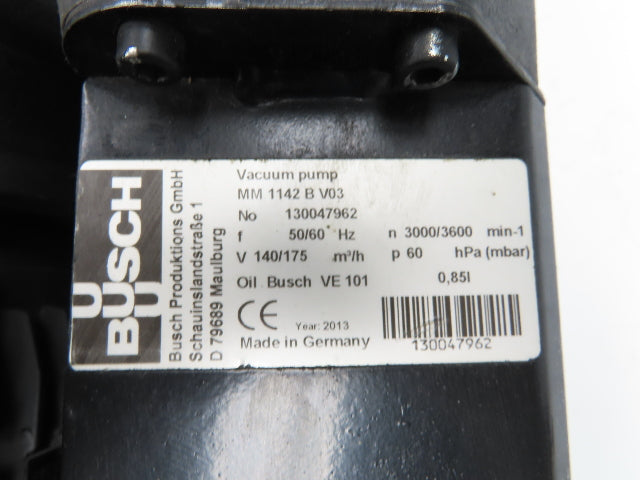 BUSCH
Busch Produktions GmbH
Schauinslandstraße 1
D 79689 Maulburg
Vacuum pump
MM 1142 B V03
No 130047962
f 50/60 Hz n 3000/3600 min-1
V 140/175 m³/h p 60 hPa (mbar)
Oil Busch VE 101 0,85l
CE Year: 2013
Made in Germany
130047962